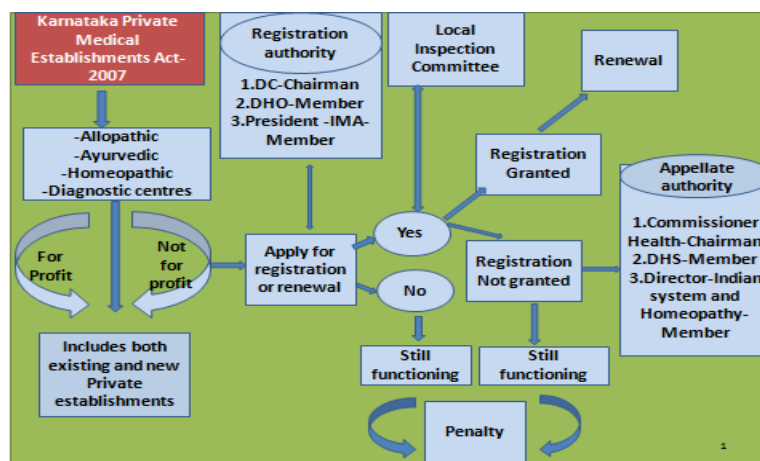 Karnataka Private
Medical
Establishments Act-
2007
-Allopathic
-Ayurvedic
-Homeopathic
-Diagnostic centres
For
Profit
Not
for
profit
Includes both
existing and new
Private
establishments
Registration
authority
1.DC-Chairman
2.DHO-Member
3.President -IMA-
Member
Apply for
registration
or renewal
Local
Inspection
Committee
Yes
No
Still
functioning
Registration
Granted
Renewal
Registration
Not granted
Still
functioning
Penalty
Appellate
authority
1.Commissioner
Health-Chairman
2.DHS-Member
3.Director-Indian
system and
Homeopathy-
Member
1